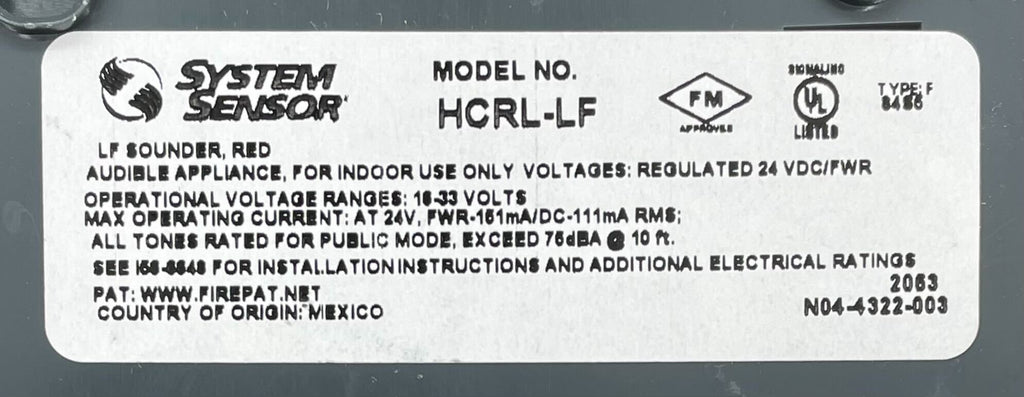 SYSTEM
SENSOR
MODEL NO.
HCRL-LF
FM
APPROVED
SIGNALING
UL
LISTED
TYPE: F
LF SOUNDER, RED
AUDIBLE APPLIANCE, FOR INDOOR USE ONLY VOLTAGES: REGULATED 24 VDC/FWR
OPERATIONAL VOLTAGE RANGES: 16-33 VOLTS
MAX OPERATING CURRENT: AT 24V, FWR-161mA/DC-111mA RMS;
ALL TONES RATED FOR PUBLIC MODE, EXCEED 75dBA @ 10 ft.
SEE FOR INSTALLATION INSTRUCTIONS AND ADDITIONAL ELECTRICAL RATINGS
2063
PAT: WWW.FIREPAT.NET
COUNTRY OF ORIGIN: MEXICO
N04-4322-003